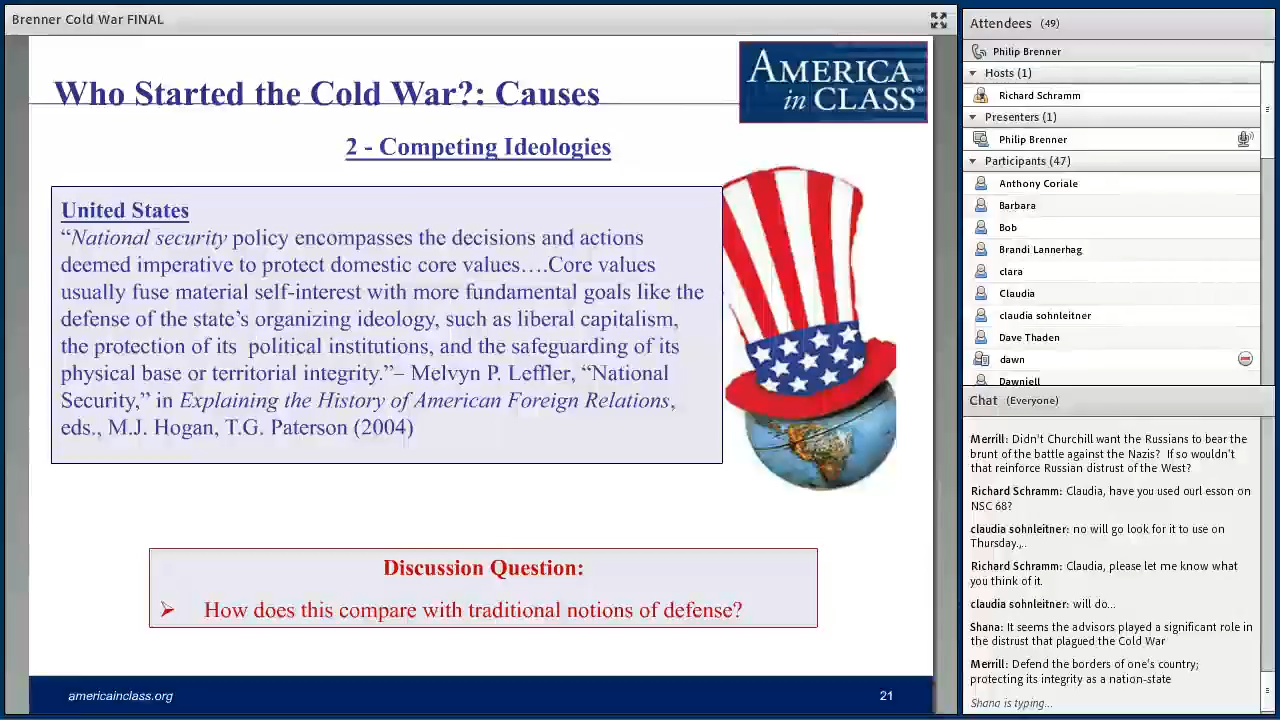 Brenner Cold War FINAL
Who Started the Cold War?: Causes
AMERICA
in CLASS®
2 - Competing Ideologies
United States
“National security policy encompasses the decisions and actions
deemed imperative to protect domestic core values….Core values
usually fuse material self-interest with more fundamental goals like the
defense of the state’s organizing ideology, such as liberal capitalism,
the protection of its  political institutions, and the safeguarding of its
physical base or territorial integrity.”– Melvyn P. Leffler, “National
Security,” in Explaining the History of American Foreign Relations,
eds., M.J. Hogan, T.G. Paterson (2004)
Discussion Question:
➢ How does this compare with traditional notions of defense?
americainclass.org
21
Attendees (49)
Philip Brenner
Hosts (1)
Richard Schramm
Presenters (1)
Philip Brenner
Participants (47)
Anthony Coriale
Barbara
Bob
Brandi Lannerhag
clara
Claudia
claudia sohnleitner
Dave Thaden
dawn
Dawniell
Chat (Everyone)
Merrill: Didn't Churchill want the Russians to bear the
brunt of the battle against the Nazis?  If so wouldn't
that reinforce Russian distrust of the West?
Richard Schramm: Claudia, have you used ourl esson on
NSC 68?
claudia sohnleitner: no will go look for it to use on
Thursday.,..
Richard Schramm: Claudia, please let me know what
you think of it.
claudia sohnleitner: will do...
Shana: It seems the advisors played a significant role in
the distrust that plagued the Cold War
Merrill: Defend the borders of one's country;
protecting its integrity as a nation-state
Shana is typing...